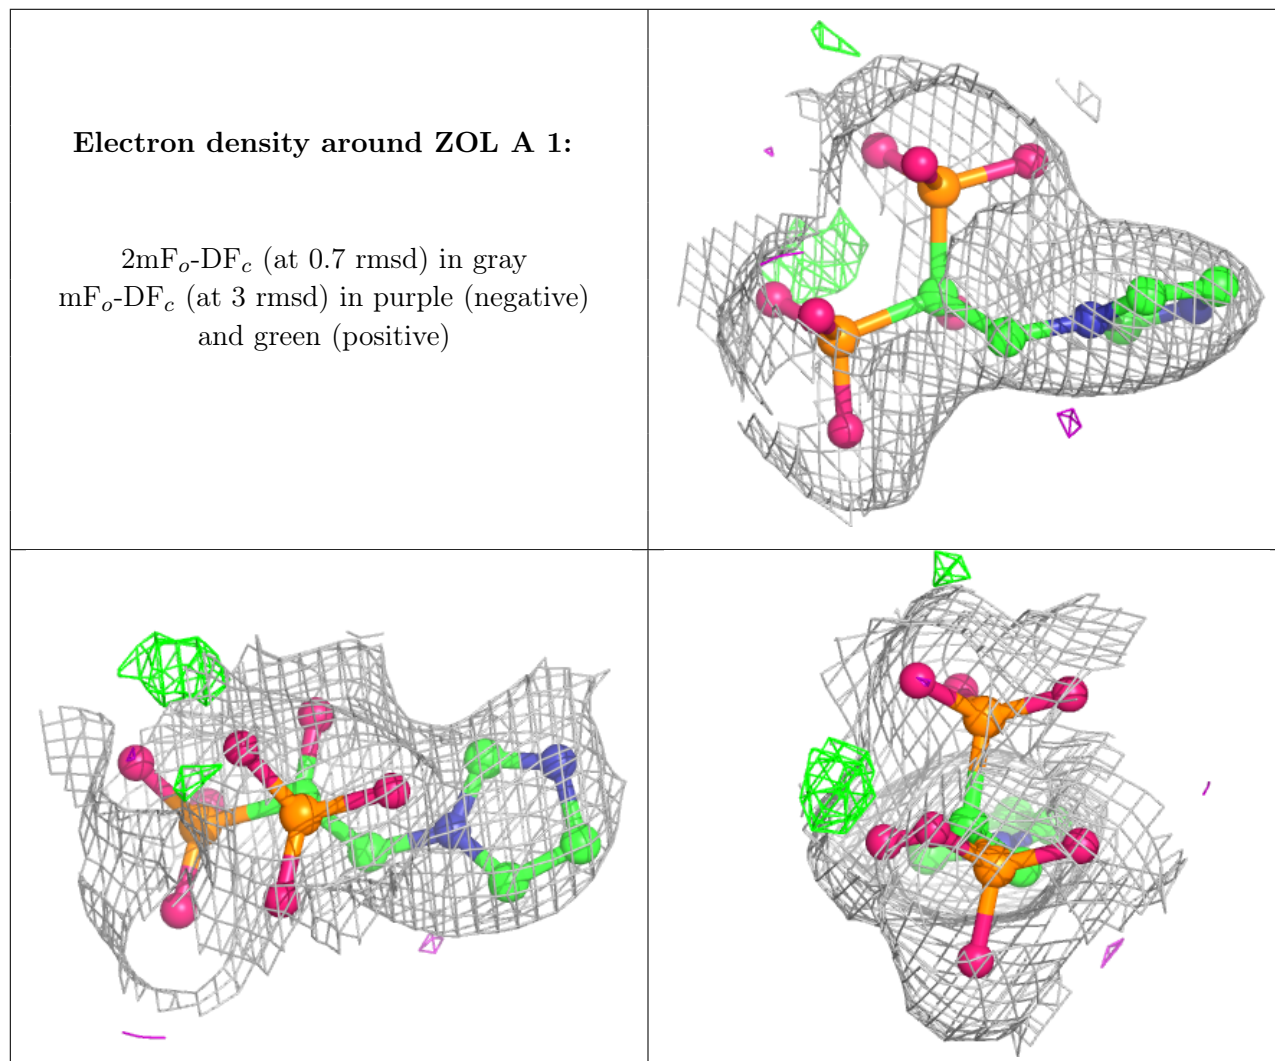 Electron density around ZOL A 1:
2mFo-DFc (at 0.7 rmsd) in gray
mFo-DFc (at 3 rmsd) in purple (negative)
and green (positive)